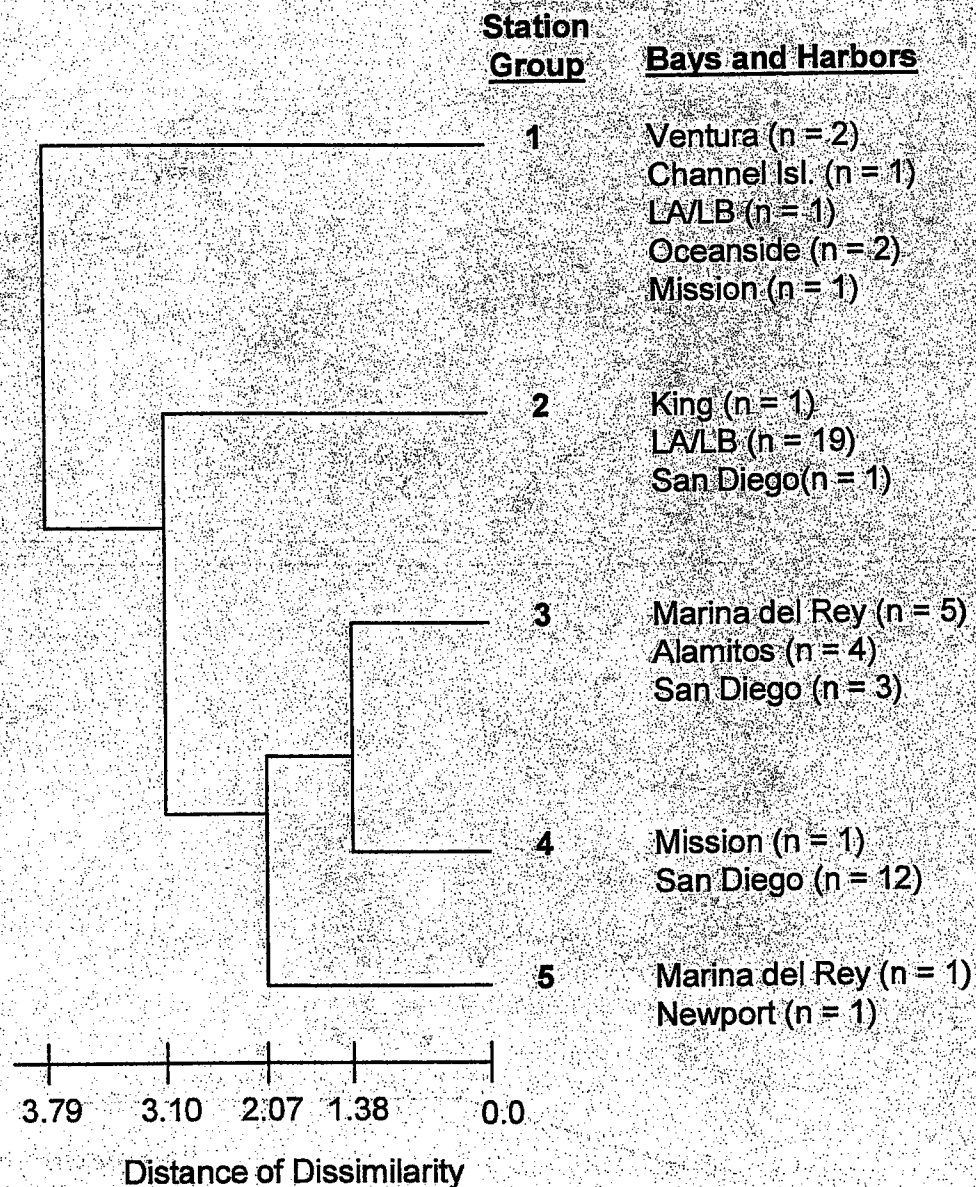 Station
Group
Bays and Harbors
1
Ventura (n = 2)
Channel Isl. (n = 1)
LA/LB (n = 1)
Oceanside (n = 2)
Mission (n = 1)
2
King (n = 1)
LA/LB (n = 19)
San Diego(n = 1)
3
Marina del Rey (n = 5)
Alamitos (n = 4)
San Diego (n = 3)
4
Mission (n = 1)
San Diego (n = 12)
5
Marina del Rey (n = 1)
Newport (n = 1)
3.79 3.10 2.07 1.38 0.0
Distance of Dissimilarity